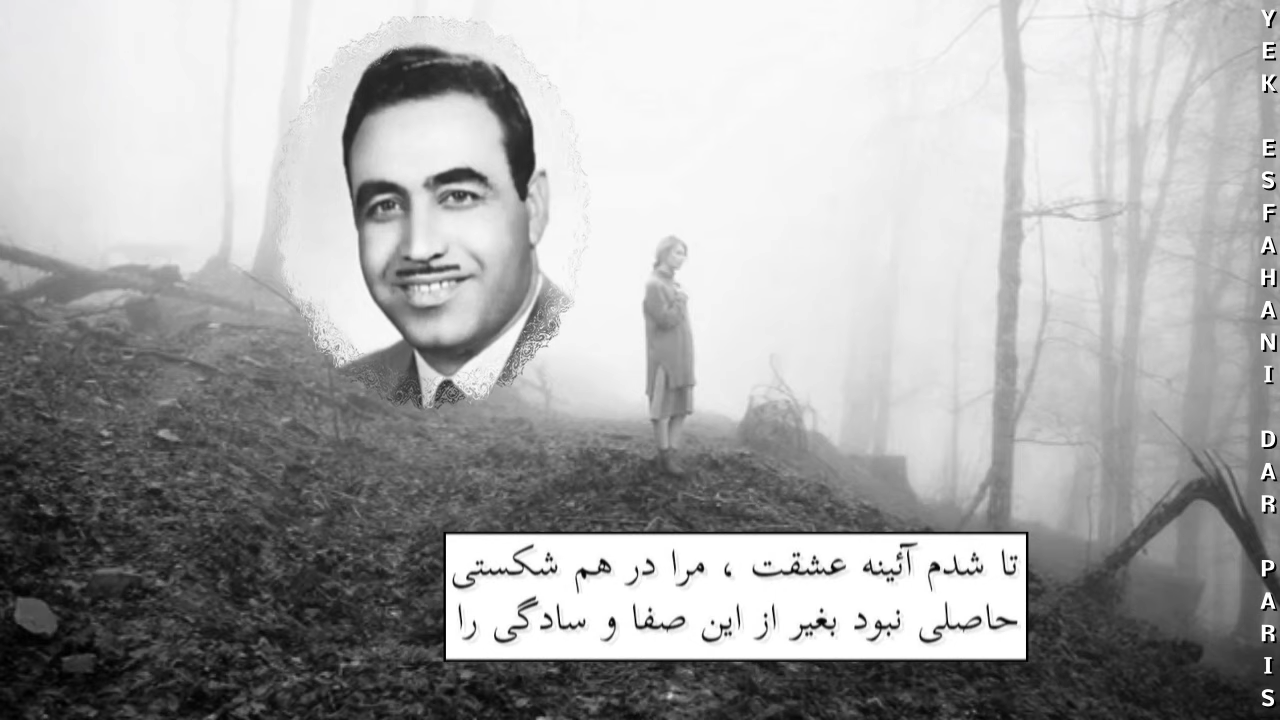 تا شدم آئینه عشقت ، مرا در هم شکستی
حاصلی نبود بغیر از این صفا و سادگی را
YEK ESFAHANI DAR PARIS